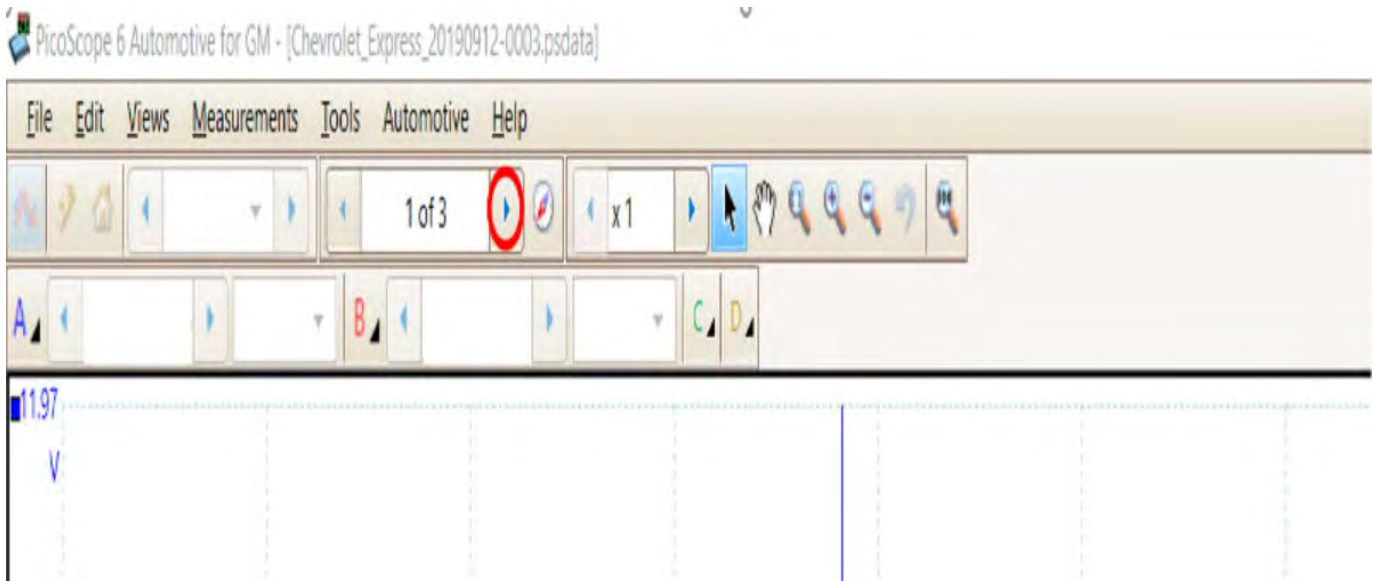 PicoScope 6 Automotive for GM - [Chevrolet_Express_20190912-0003.psdata]
File Edit Views Measurements Tools Automotive Help
1 of 3 x 1
A B C D
11.97
V